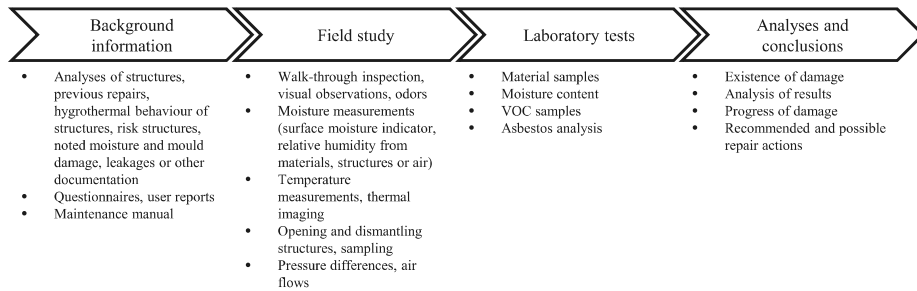 Background
information
Field study
Laboratory tests
Analyses and
conclusions
• Analyses of structures,
previous repairs,
hygrothermal behaviour of
structures, risk structures,
noted moisture and mould
damage, leakages or other
documentation
• Questionnaires, user reports
• Maintenance manual
• Walk-through inspection,
visual observations, odors
• Moisture measurements
(surface moisture indicator,
relative humidity from
materials, structures or air)
• Temperature
measurements, thermal
imaging
• Opening and dismantling
structures, sampling
• Pressure differences, air
flows
• Material samples
• Moisture content
• VOC samples
• Asbestos analysis
• Existence of damage
• Analysis of results
• Progress of damage
• Recommended and possible
repair actions